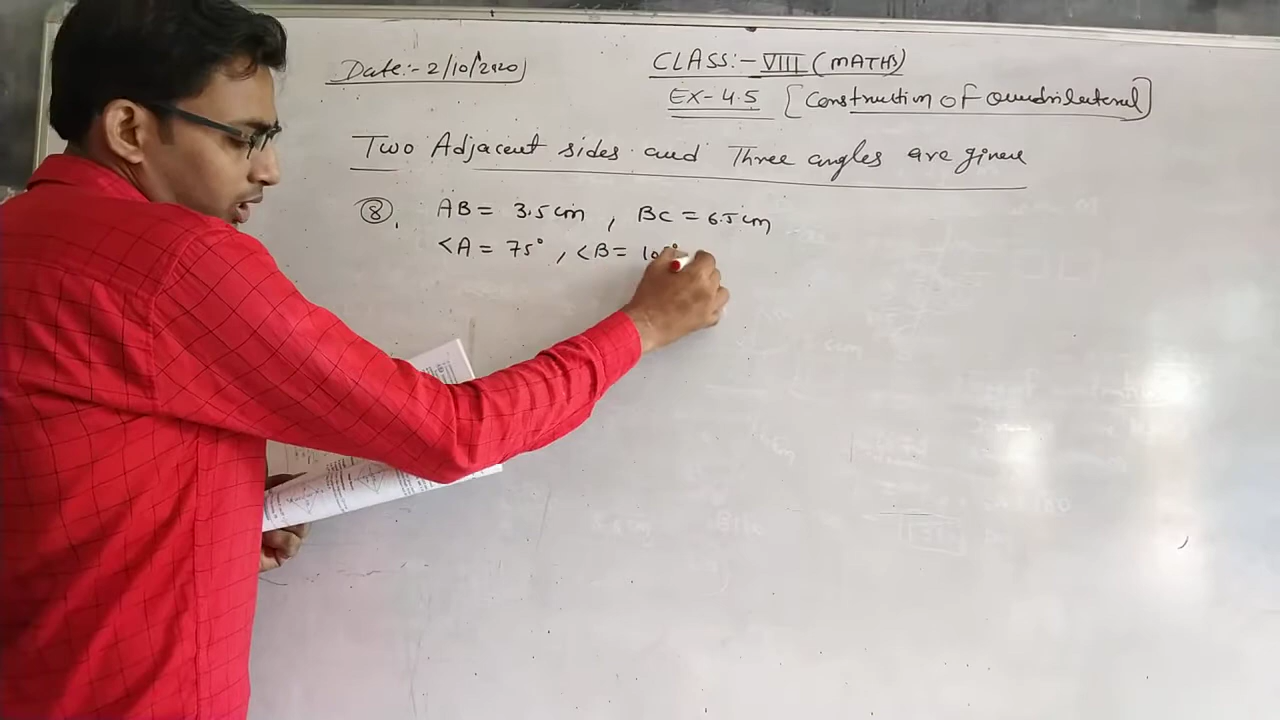 Date:- 2/10/2020
CLASS:- VIII (MATHS)
EX- 4.5 [Construction of quadrilateral]
Two Adjacent sides and Three angles are given
8. AB = 3.5 cm , BC = 6.5 cm
<A = 75° , <B =